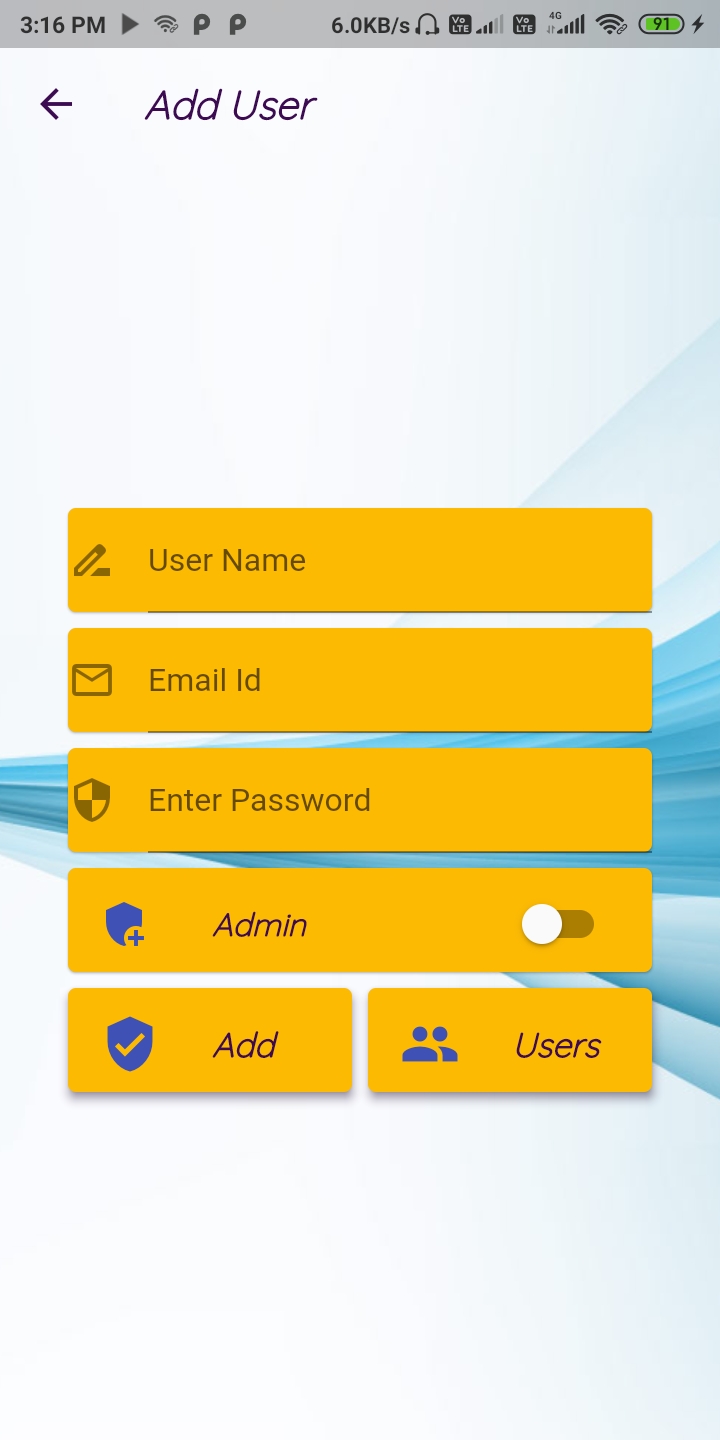 3:16 PM 6.0KB/s Vo LTE Vo LTE 4G 91
Add User
User Name
Email Id
Enter Password
Admin
Add Users